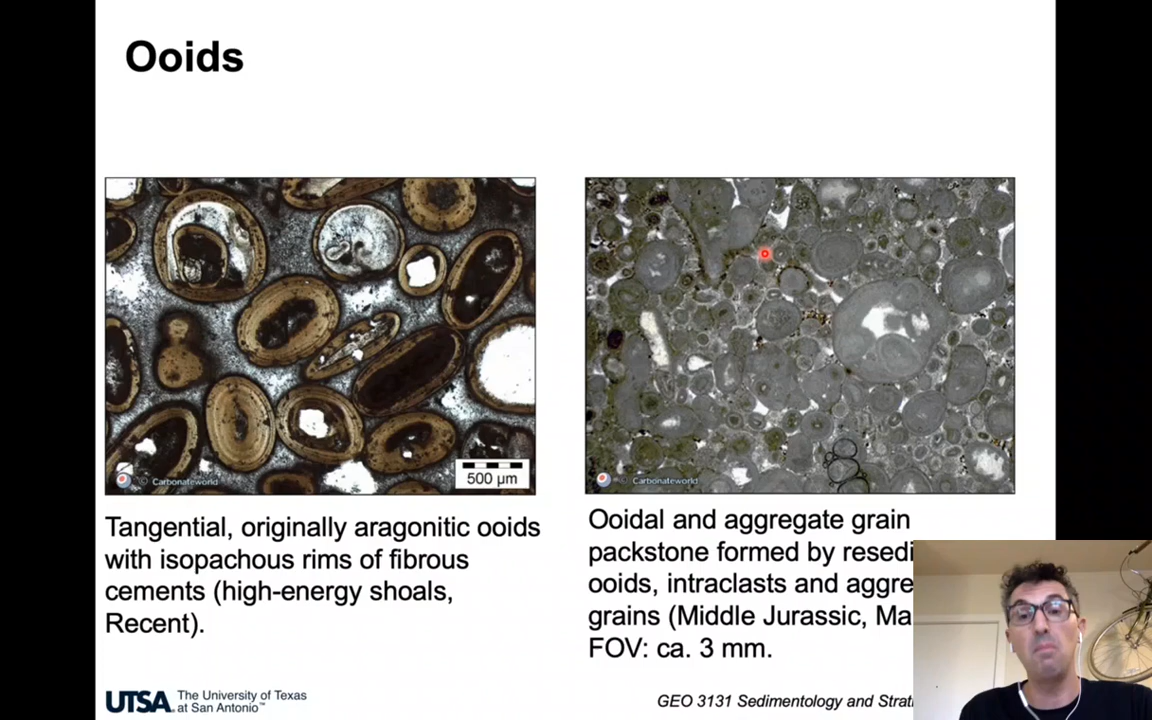 Ooids
500 µm
© Carbonateworld
© Carbonateworld
Tangential, originally aragonitic ooids
with isopachous rims of fibrous
cements (high-energy shoals,
Recent).
Ooidal and aggregate grain
packstone formed by resedi
ooids, intraclasts and aggre
grains (Middle Jurassic, Ma
FOV: ca. 3 mm.
UTSA. The University of Texas
at San Antonio™
GEO 3131 Sedimentology and Strati